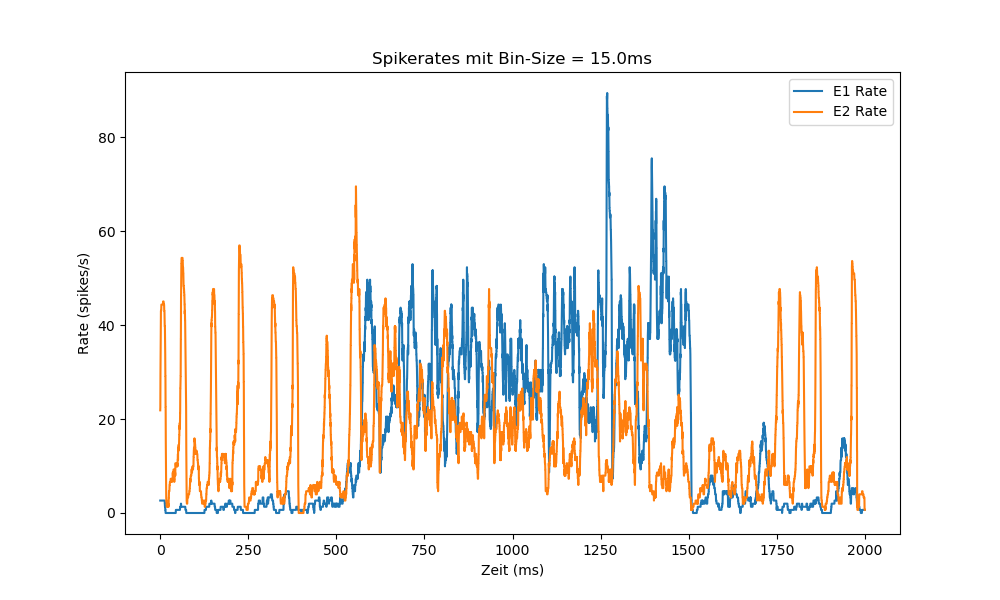 Spikerates mit Bin-Size = 15.0ms
E1 Rate
E2 Rate
Rate (spikes/s)
80
60
40
20
0
0 250 500 750 1000 1250 1500 1750 2000
Zeit (ms)